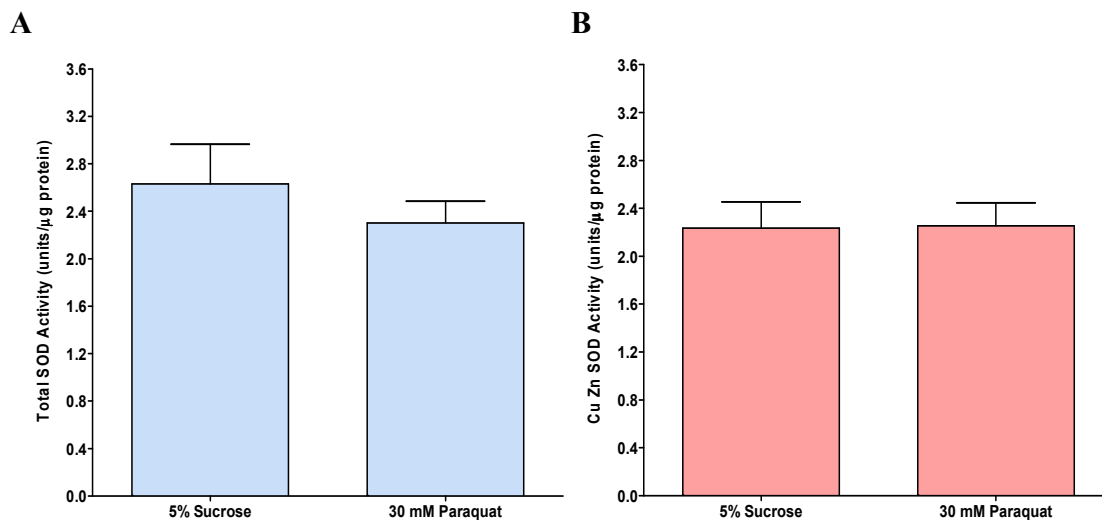 A
B
Total SOD Activity (units/μg protein)
3.6
3.2
2.8
2.4
2.0
1.6
1.2
0.8
0.4
0.0
5% Sucrose
30 mM Paraquat
Cu Zn SOD Activity (units/μg protein)
3.6
3.2
2.8
2.4
2.0
1.6
1.2
0.8
0.4
0.0
5% Sucrose
30 mM Paraquat